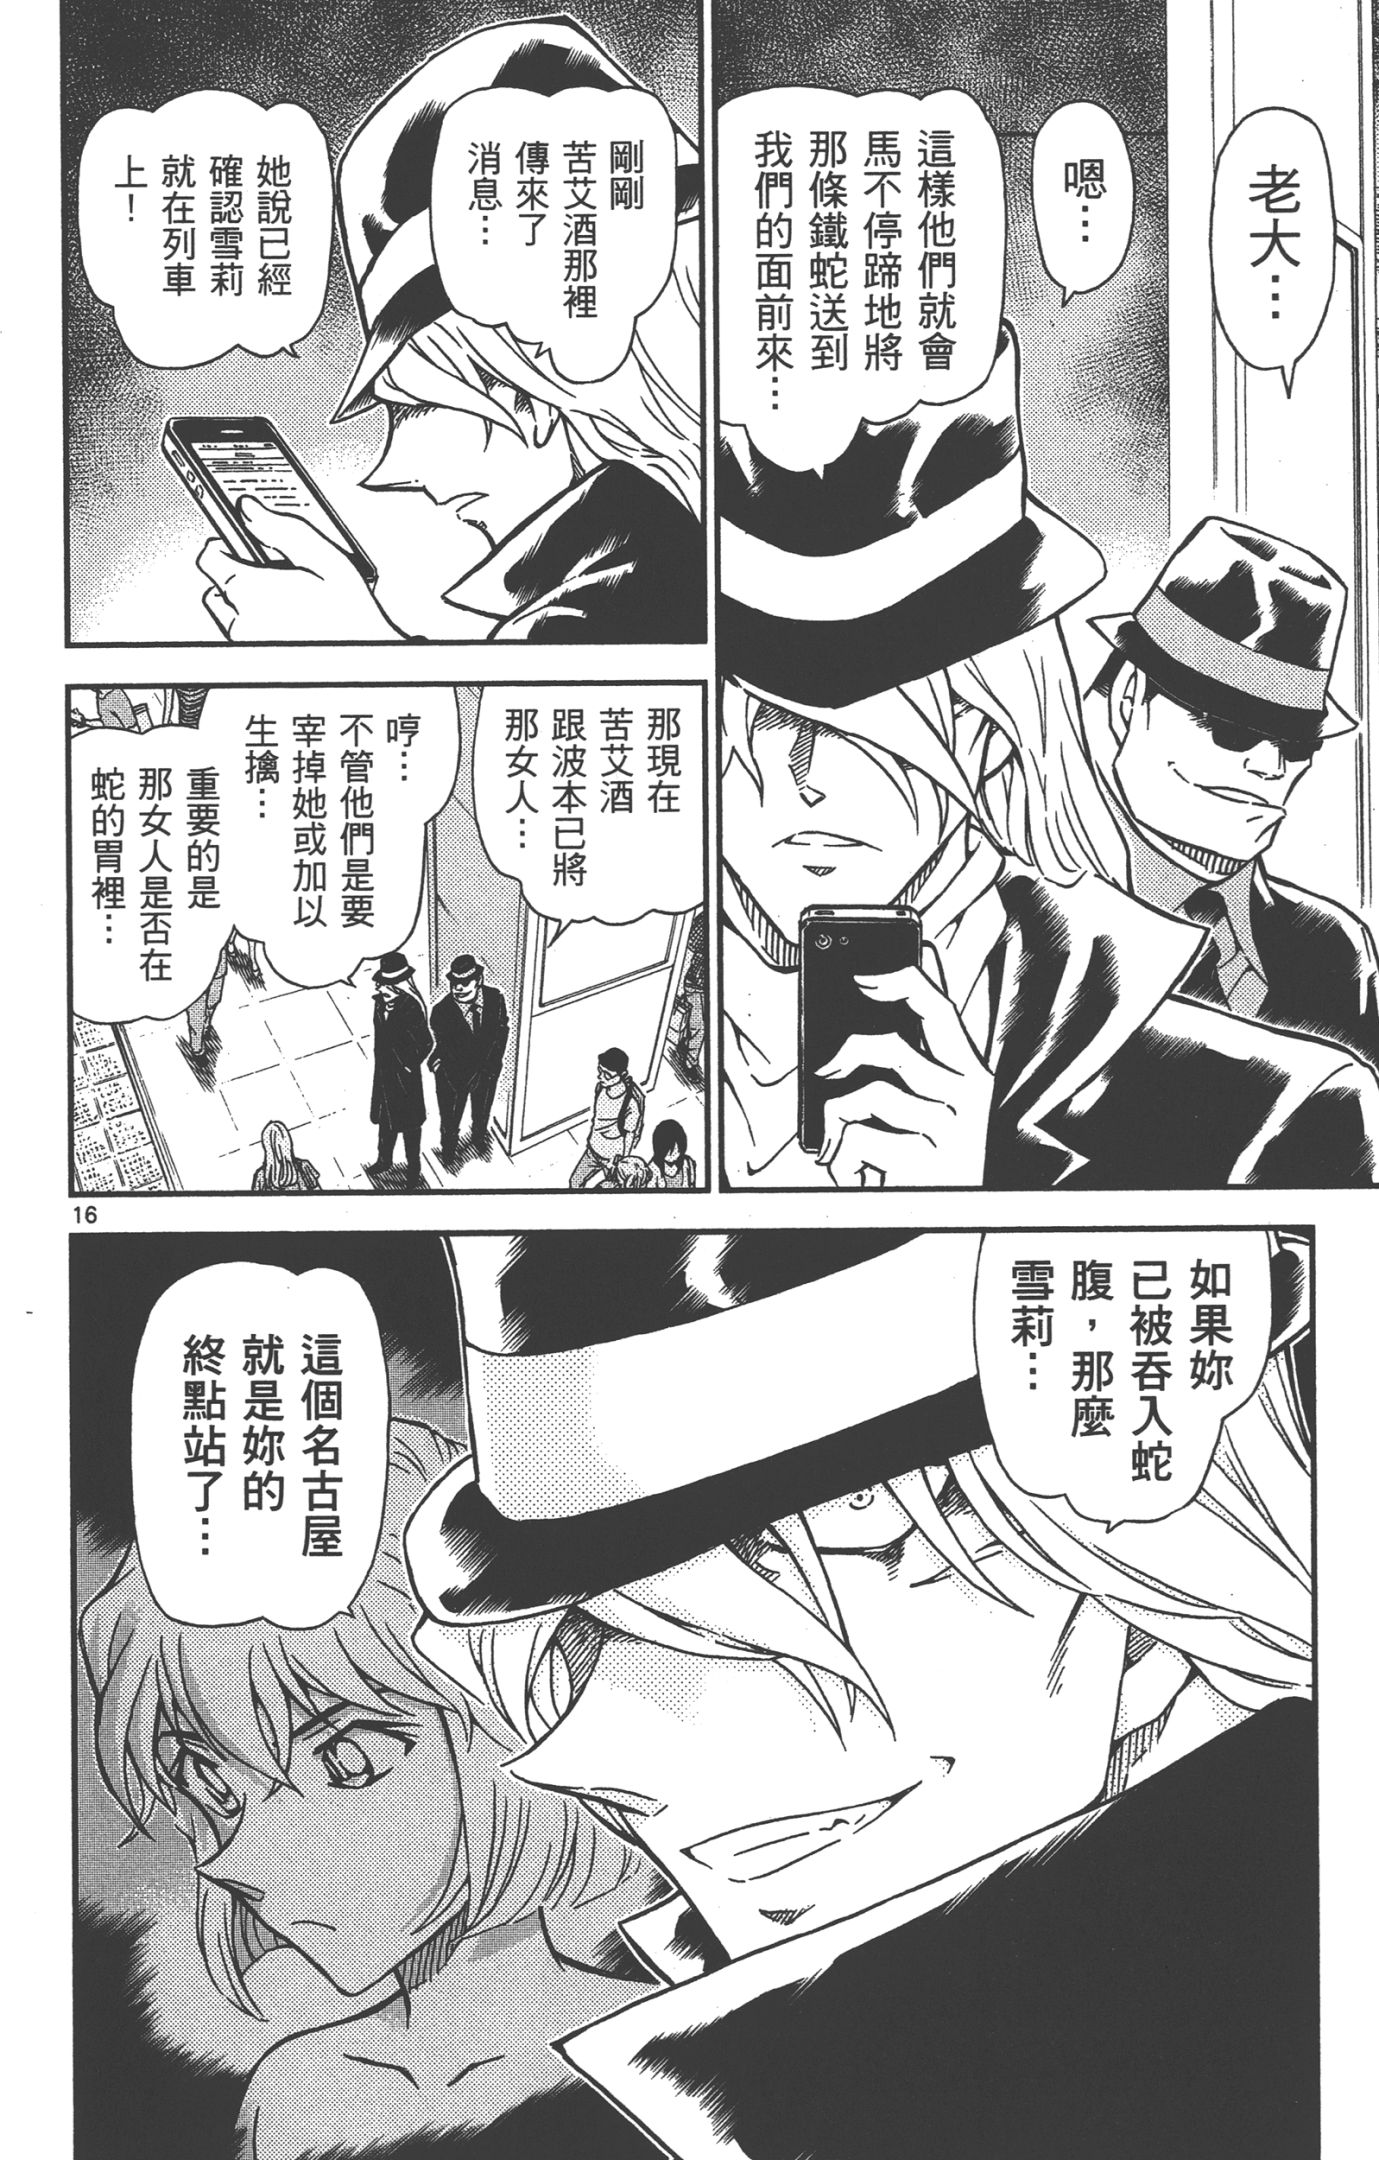 老大…
嗯…
這樣他們就會
馬不停蹄地將
那條鐵蛇送到
我們的面前來…
剛剛
苦艾酒那裡
傳來了
消息…
她說已經
確認雪莉
就在列車
上！
那現在
苦艾酒
跟波本已將
那女人…
哼…
不管他們是要
宰掉她或加以
生擒…
重要的是
那女人是否在
蛇的胃裡…
16
如果妳
已被吞入蛇
腹，那麼
雪莉…
這個名古屋
就是妳的
終點站了…